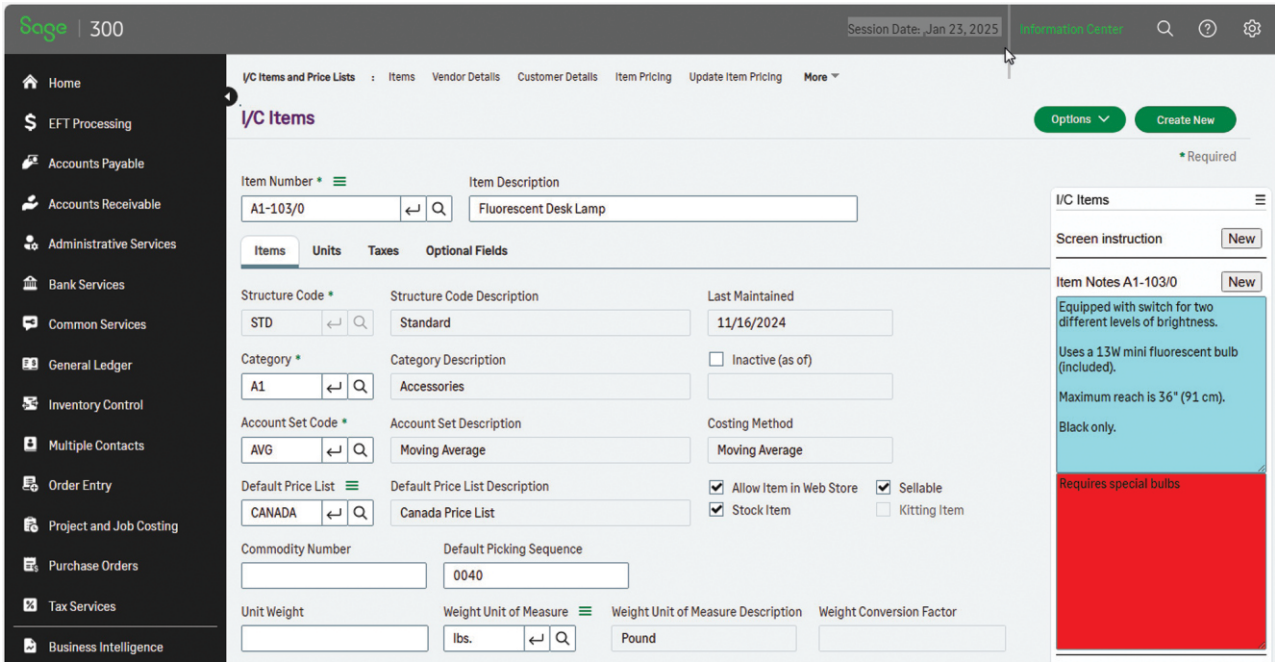 Sage | 300
Session Date: ,Jan 23, 2025
Information Center
Home
EFT Processing
Accounts Payable
Accounts Receivable
Administrative Services
Bank Services
Common Services
General Ledger
Inventory Control
Multiple Contacts
Order Entry
Project and Job Costing
Purchase Orders
Tax Services
Business Intelligence
I/C Items and Price Lists : Items Vendor Details Customer Details Item Pricing Update Item Pricing More
I/C Items
Options
Create New
* Required
Item Number *
Item Description
A1-103/0
Fluorescent Desk Lamp
Items Units Taxes Optional Fields
Structure Code * Structure Code Description Last Maintained
STD Standard 11/16/2024
Category * Category Description Inactive (as of)
A1 Accessories
Account Set Code * Account Set Description Costing Method
AVG Moving Average Moving Average
Default Price List Default Price List Description Allow Item in Web Store Sellable
CANADA Canada Price List Stock Item Kitting Item
Commodity Number Default Picking Sequence
0040
Unit Weight Weight Unit of Measure Weight Unit of Measure Description Weight Conversion Factor
lbs. Pound
I/C Items
Screen instruction New
Item Notes A1-103/0 New
Equipped with switch for two
different levels of brightness.
Uses a 13W mini fluorescent bulb
(included).
Maximum reach is 36" (91 cm).
Black only.
Requires special bulbs